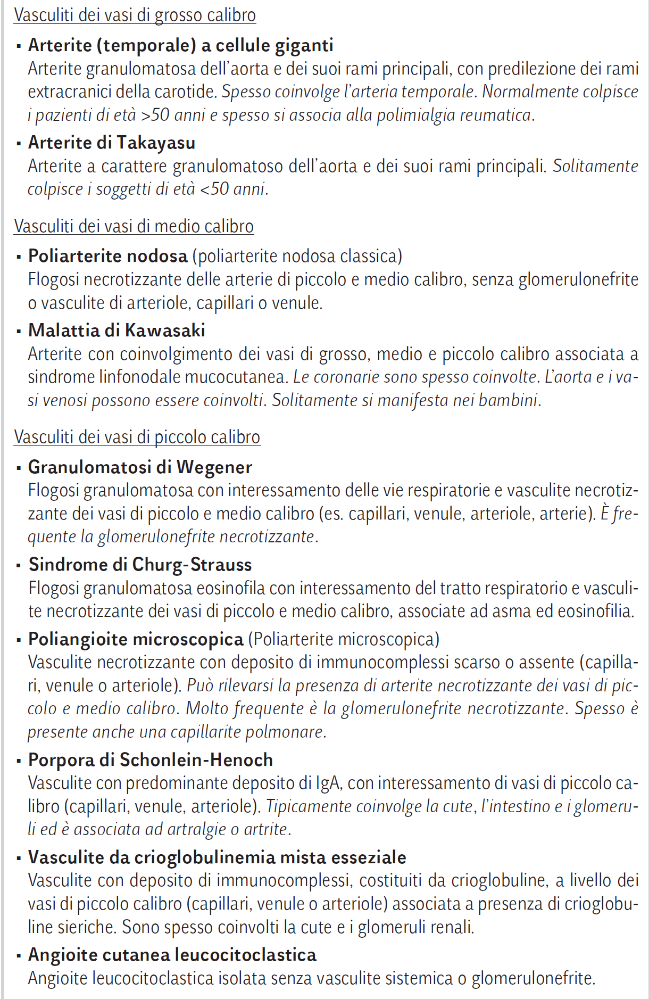 Vasculiti dei vasi di grosso calibro
▪ Arterite (temporale) a cellule giganti
Arterite granulomatosa dell'aorta e dei suoi rami principali, con predilezione dei rami
extracranici della carotide. Spesso coinvolge l'arteria temporale. Normalmente colpisce
i pazienti di età >50 anni e spesso si associa alla polimialgia reumatica.
▪ Arterite di Takayasu
Arterite a carattere granulomatoso dell'aorta e dei suoi rami principali. Solitamente
colpisce i soggetti di età <50 anni.
Vasculiti dei vasi di medio calibro
▪ Poliarterite nodosa (poliarterite nodosa classica)
Flogosi necrotizzante delle arterie di piccolo e medio calibro, senza glomerulonefrite
o vasculite di arteriole, capillari o venule.
▪ Malattia di Kawasaki
Arterite con coinvolgimento dei vasi di grosso, medio e piccolo calibro associata a
sindrome linfonodale mucocutanea. Le coronarie sono spesso coinvolte. L'aorta e i va-
si venosi possono essere coinvolti. Solitamente si manifesta nei bambini.
Vasculiti dei vasi di piccolo calibro
▪ Granulomatosi di Wegener
Flogosi granulomatosa con interessamento delle vie respiratorie e vasculite necrotiz-
zante dei vasi di piccolo e medio calibro (es. capillari, venule, arteriole, arterie). È fre-
quente la glomerulonefrite necrotizzante.
▪ Sindrome di Churg-Strauss
Flogosi granulomatosa eosinofila con interessamento del tratto respiratorio e vasculi-
te necrotizzante dei vasi di piccolo e medio calibro, associate ad asma ed eosinofilia.
▪ Poliangioite microscopica (Poliarterite microscopica)
Vasculite necrotizzante con deposito di immunocomplessi scarso o assente (capilla-
ri, venule o arteriole). Può rilevarsi la presenza di arterite necrotizzante dei vasi di pic-
colo e medio calibro. Molto frequente è la glomerulonefrite necrotizzante. Spesso è
presente anche una capillarite polmonare.
▪ Porpora di Schonlein-Henoch
Vasculite con predominante deposito di IgA, con interessamento di vasi di piccolo ca-
libro (capillari, venule, arteriole). Tipicamente coinvolge la cute, l'intestino e i glomeru-
li ed è associata ad artralgie o artrite.
▪ Vasculite da crioglobulinemia mista esseziale
Vasculite con deposito di immunocomplessi, costituiti da crioglobuline, a livello dei
vasi di piccolo calibro (capillari, venule o arteriole) associata a presenza di crioglobu-
line sieriche. Sono spesso coinvolti la cute e i glomeruli renali.
▪ Angioite cutanea leucocitoclastica
Angioite leucocitoclastica isolata senza vasculite sistemica o glomerulonefrite.